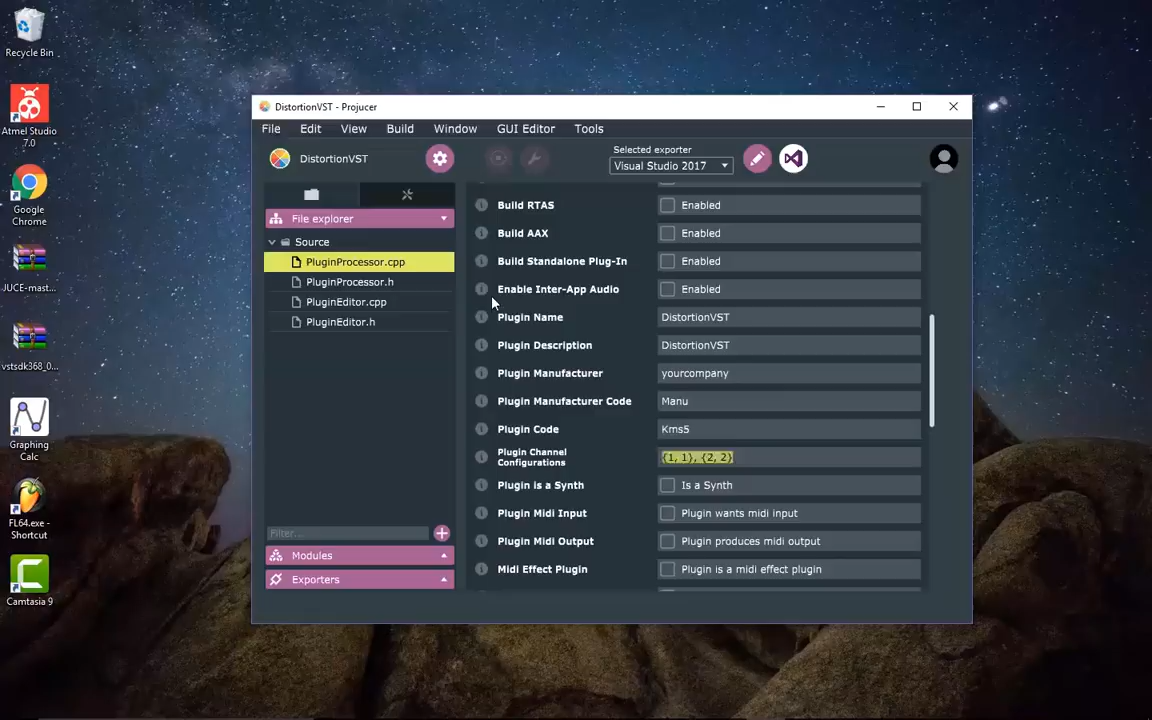 Recycle Bin
Atmel Studio
7.0
Google
Chrome
JUCE-mast...
vstsdk368_0...
Graphing
Calc
FL64.exe -
Shortcut
Camtasia 9
DistortionVST - Projucer
File Edit View Build Window GUI Editor Tools
DistortionVST
Selected exporter
Visual Studio 2017
File explorer
Source
PluginProcessor.cpp
PluginProcessor.h
PluginEditor.cpp
PluginEditor.h
Filter...
Modules
Exporters
Build RTAS Enabled
Build AAX Enabled
Build Standalone Plug-In Enabled
Enable Inter-App Audio Enabled
Plugin Name DistortionVST
Plugin Description DistortionVST
Plugin Manufacturer yourcompany
Plugin Manufacturer Code Manu
Plugin Code Kms5
Plugin Channel
Configurations {1, 1}, {2, 2}
Plugin is a Synth Is a Synth
Plugin Midi Input Plugin wants midi input
Plugin Midi Output Plugin produces midi output
Midi Effect Plugin Plugin is a midi effect plugin